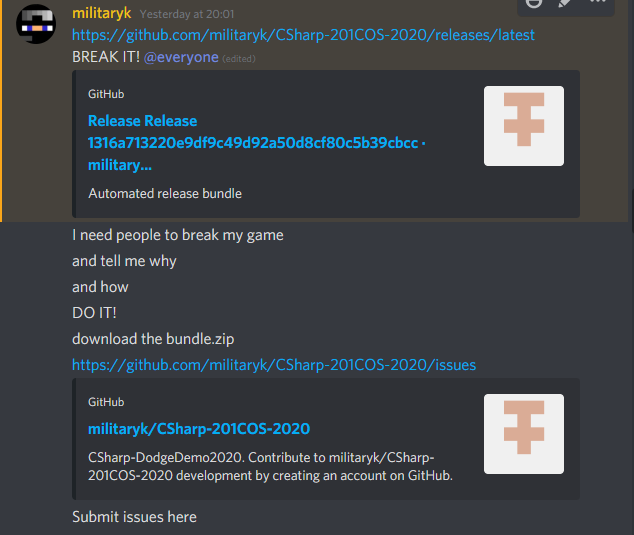 militaryk Yesterday at 20:01
https://github.com/militaryk/CSharp-201COS-2020/releases/latest
BREAK IT! @everyone (edited)
GitHub
Release Release
1316a713220e9df9c49d92a50d8cf80c5b39cbcc ·
military...
Automated release bundle
I need people to break my game
and tell me why
and how
DO IT!
download the bundle.zip
https://github.com/militaryk/CSharp-201COS-2020/issues
GitHub
militaryk/CSharp-201COS-2020
CSharp-DodgeDemo2020. Contribute to militaryk/CSharp-
201COS-2020 development by creating an account on GitHub.
Submit issues here